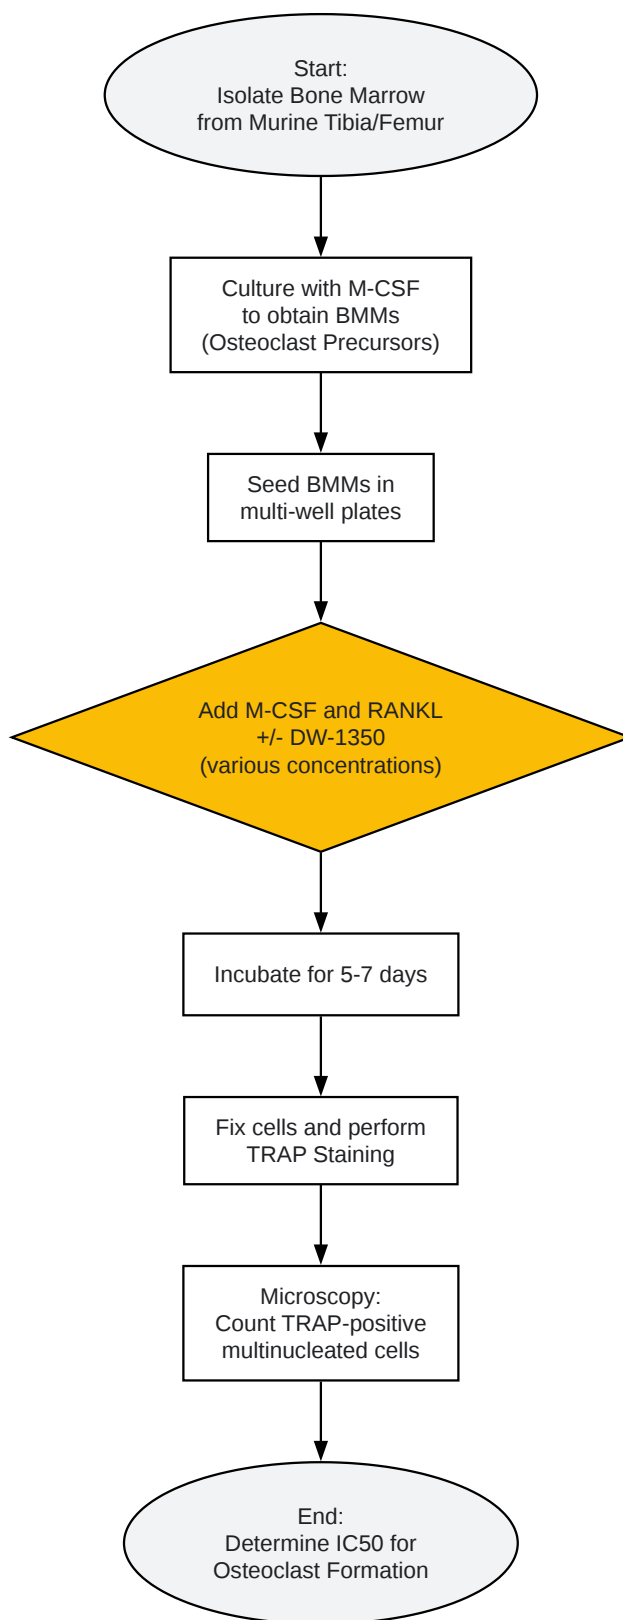 Start:
Isolate Bone Marrow
from Murine Tibia/Femur
Culture with M-CSF
to obtain BMMs
(Osteoclast Precursors)
Seed BMMs in
multi-well plates
Add M-CSF and RANKL
+/- DW-1350
(various concentrations)
Incubate for 5-7 days
Fix cells and perform
TRAP Staining
Microscopy:
Count TRAP-positive
multinucleated cells
End:
Determine IC50 for
Osteoclast Formation